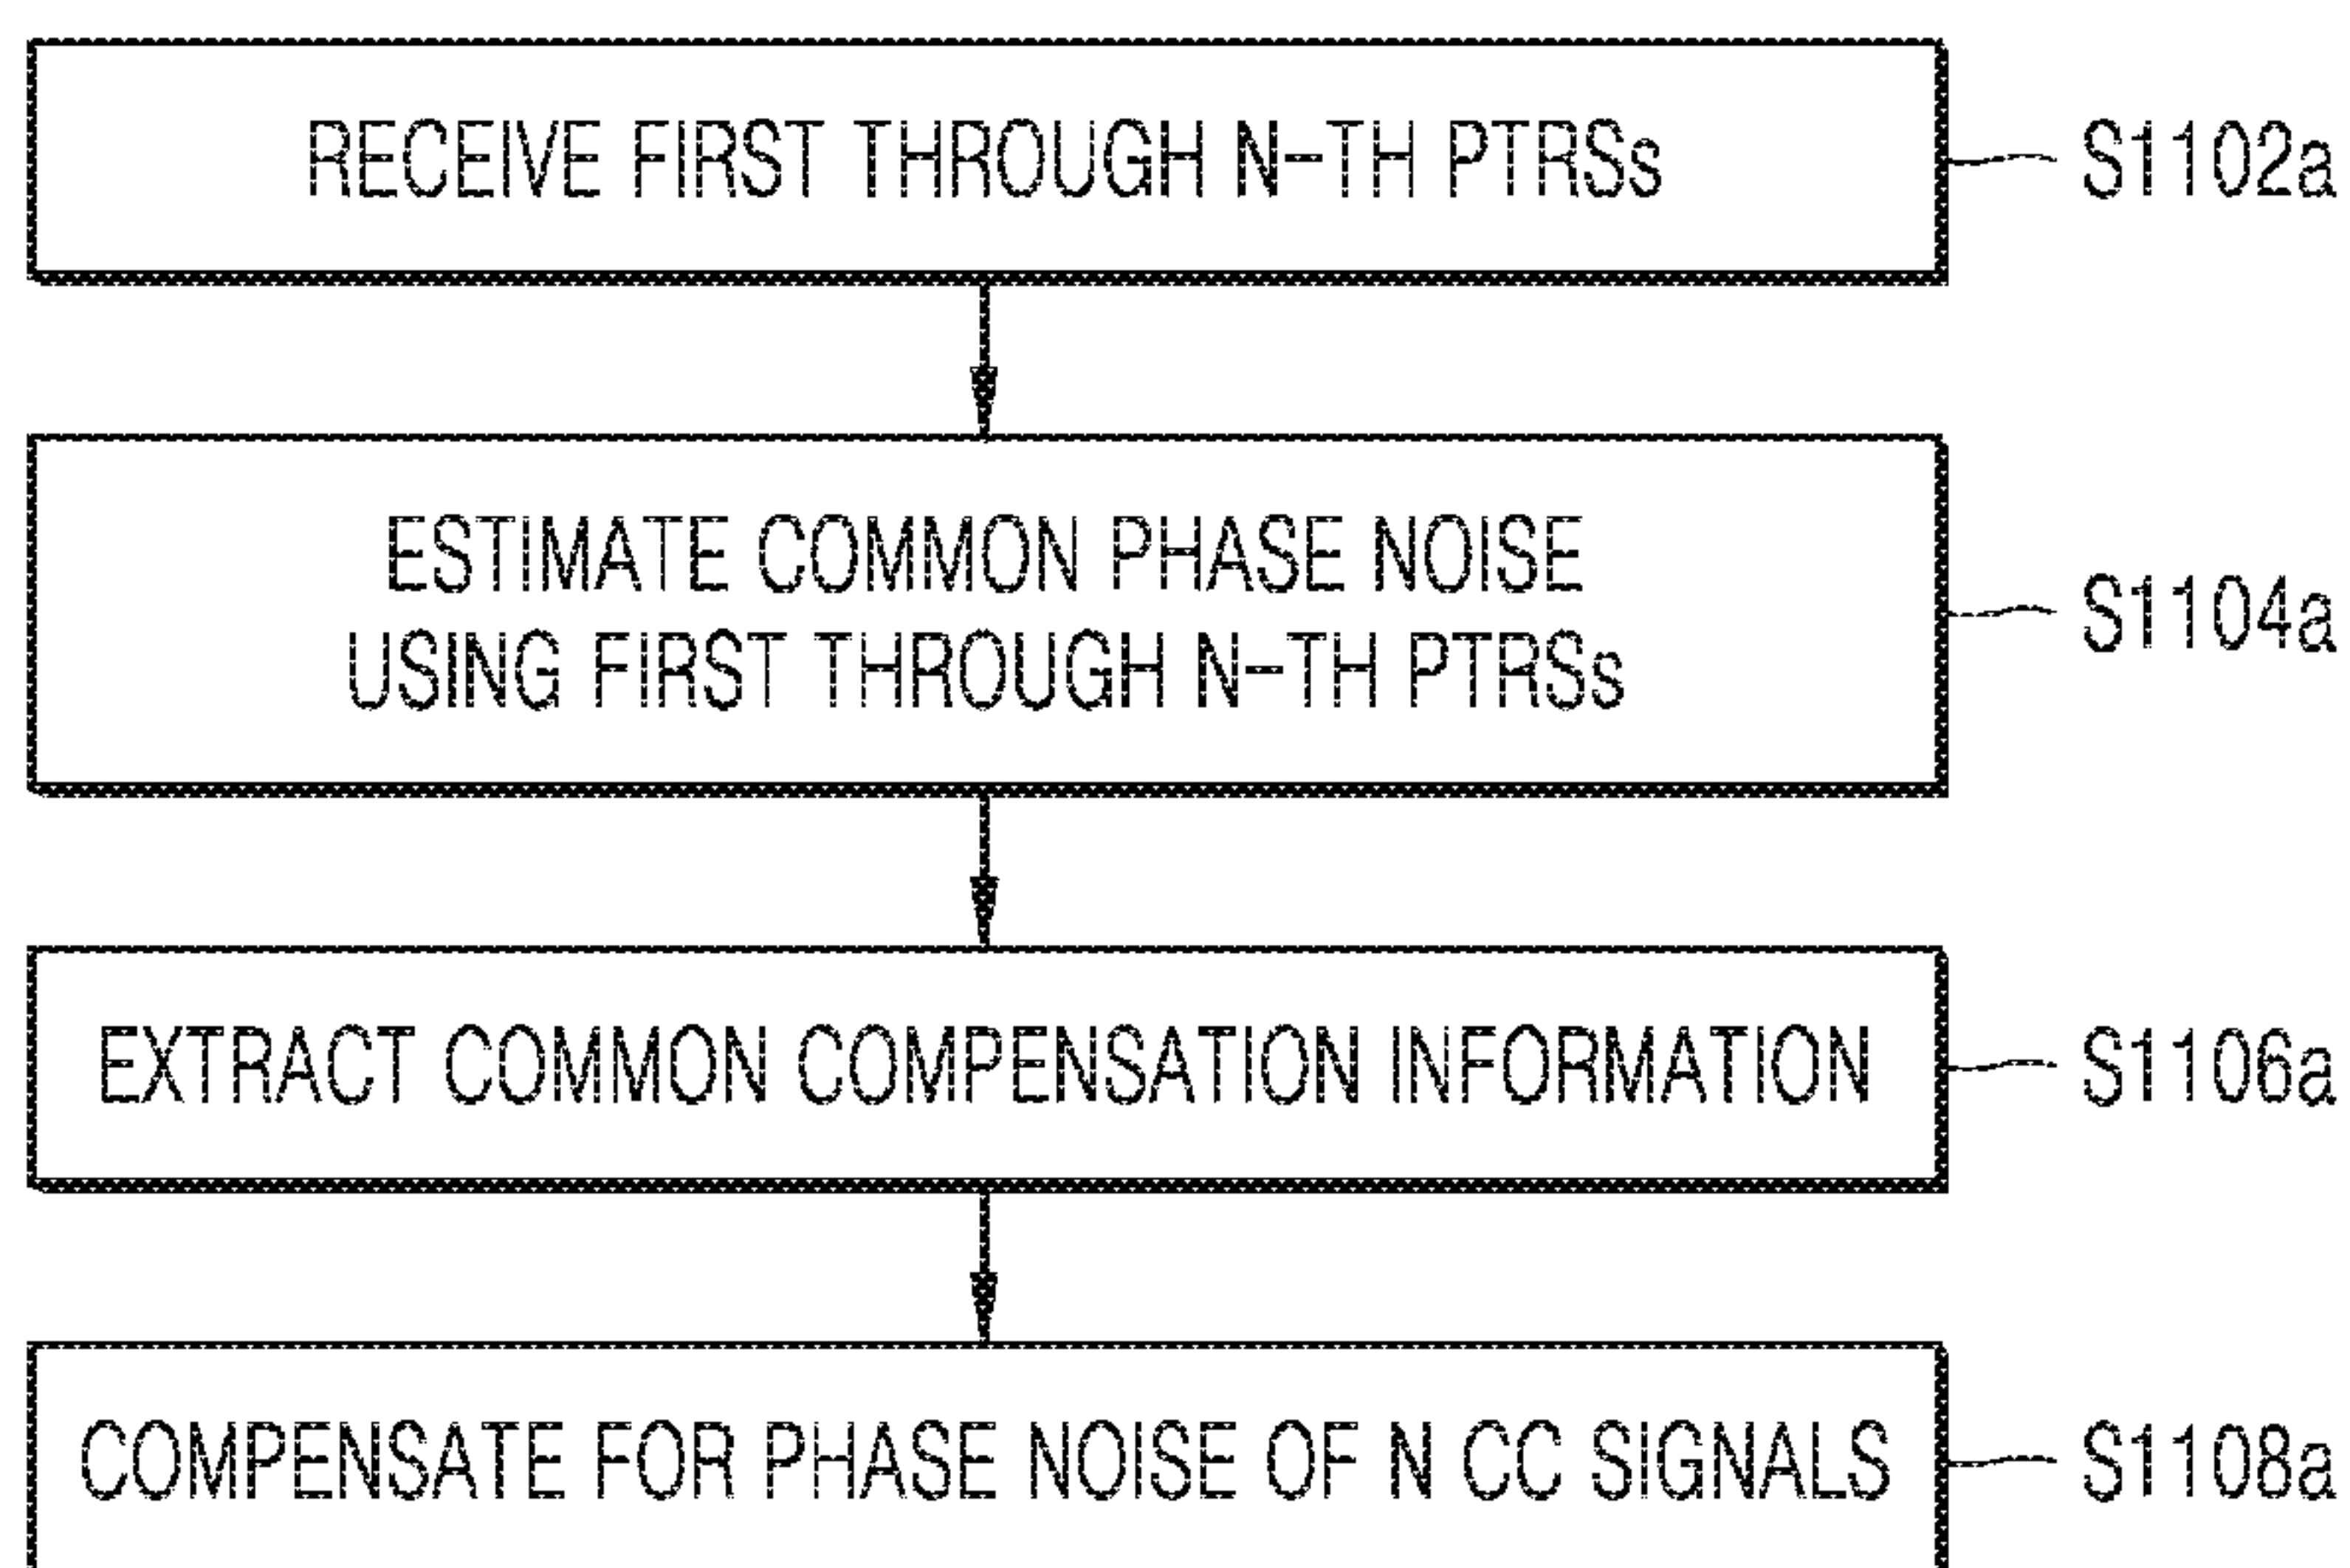 RECEIVE FIRST THROUGH N-TH PTRSs
S1102a
ESTIMATE COMMON PHASE NOISE
USING FIRST THROUGH N-TH PTRSs
S1104a
EXTRACT COMMON COMPENSATION INFORMATION
S1106a
COMPENSATE FOR PHASE NOISE OF N CC SIGNALS
S1108a